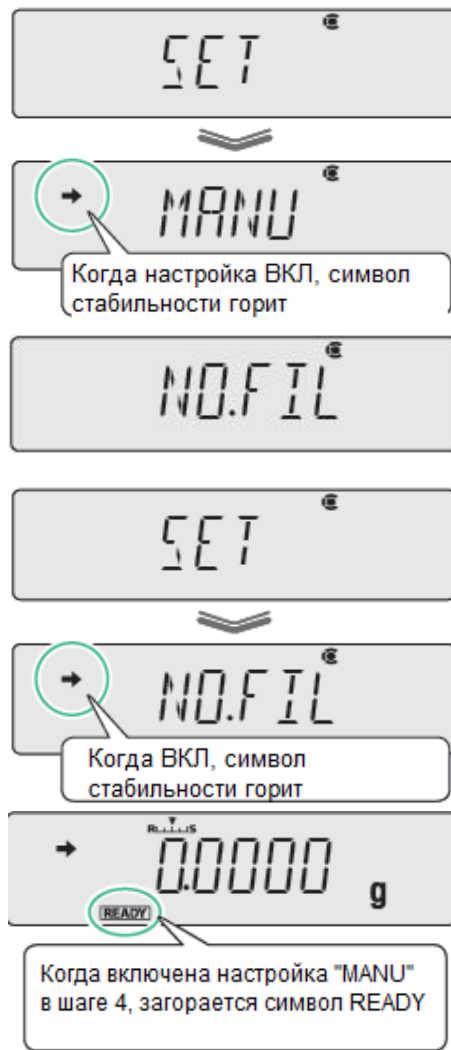 SET
MANU
Когда настройка ВКЛ, символ
стабильности горит
NO.FIL
SET
NO.FIL
Когда ВКЛ, символ
стабильности горит
R S
0.0000 g
READY
Когда включена настройка "MANU"
в шаге 4, загорается символ READY